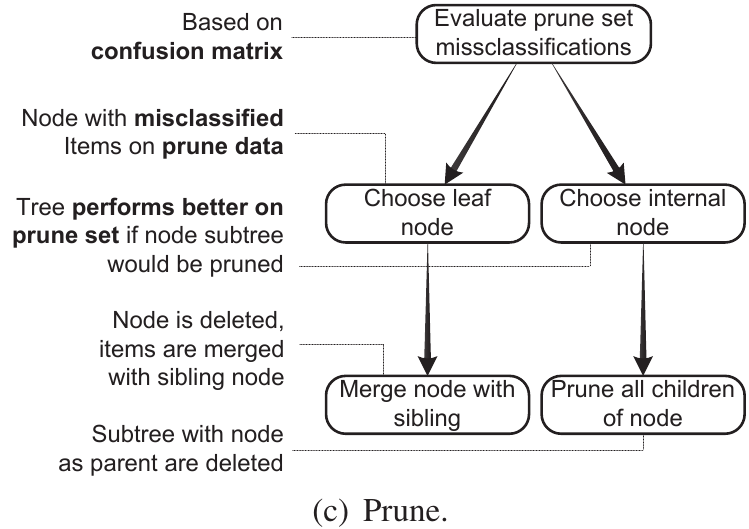 Based on
confusion matrix
Evaluate prune set
missclassifications
Node with misclassified
Items on prune data
Choose leaf
node
Choose internal
node
Tree performs better on
prune set if node subtree
would be pruned
Node is deleted,
items are merged
with sibling node
Merge node with
sibling
Prune all children
of node
Subtree with node
as parent are deleted
(c) Prune.